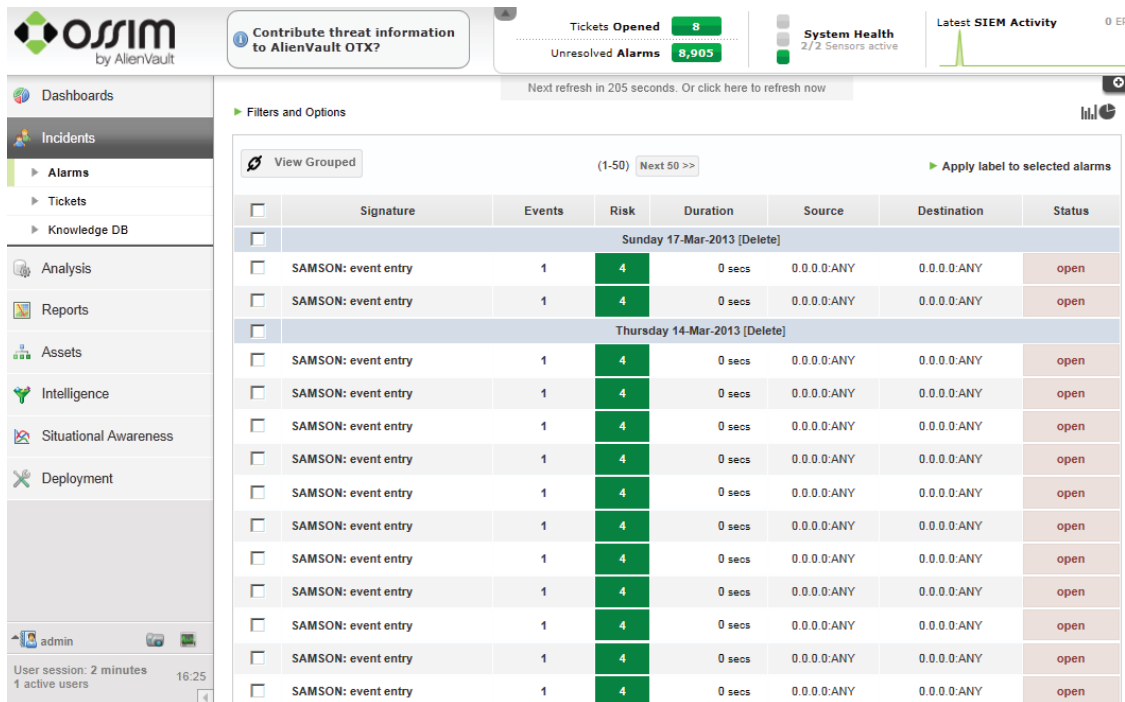 OSSIM
by AlienVault
Contribute threat information
to AlienVault OTX?
Tickets Opened 8
Unresolved Alarms 8,905
System Health
2/2 Sensors active
Latest SIEM Activity 0
Dashboards
Incidents
Alarms
Tickets
Knowledge DB
Analysis
Reports
Assets
Intelligence
Situational Awareness
Deployment
admin
User session: 2 minutes
1 active users
16:25
Next refresh in 205 seconds. Or click here to refresh now
Filters and Options
View Grouped (1-50) Next 50 >> Apply label to selected alarms
Signature Events Risk Duration Source Destination Status
Sunday 17-Mar-2013 [Delete]
SAMSON: event entry 1 4 0 secs 0.0.0.0:ANY 0.0.0.0:ANY open
SAMSON: event entry 1 4 0 secs 0.0.0.0:ANY 0.0.0.0:ANY open
Thursday 14-Mar-2013 [Delete]
SAMSON: event entry 1 4 0 secs 0.0.0.0:ANY 0.0.0.0:ANY open
SAMSON: event entry 1 4 0 secs 0.0.0.0:ANY 0.0.0.0:ANY open
SAMSON: event entry 1 4 0 secs 0.0.0.0:ANY 0.0.0.0:ANY open
SAMSON: event entry 1 4 0 secs 0.0.0.0:ANY 0.0.0.0:ANY open
SAMSON: event entry 1 4 0 secs 0.0.0.0:ANY 0.0.0.0:ANY open
SAMSON: event entry 1 4 0 secs 0.0.0.0:ANY 0.0.0.0:ANY open
SAMSON: event entry 1 4 0 secs 0.0.0.0:ANY 0.0.0.0:ANY open
SAMSON: event entry 1 4 0 secs 0.0.0.0:ANY 0.0.0.0:ANY open
SAMSON: event entry 1 4 0 secs 0.0.0.0:ANY 0.0.0.0:ANY open
SAMSON: event entry 1 4 0 secs 0.0.0.0:ANY 0.0.0.0:ANY open
SAMSON: event entry 1 4 0 secs 0.0.0.0:ANY 0.0.0.0:ANY open